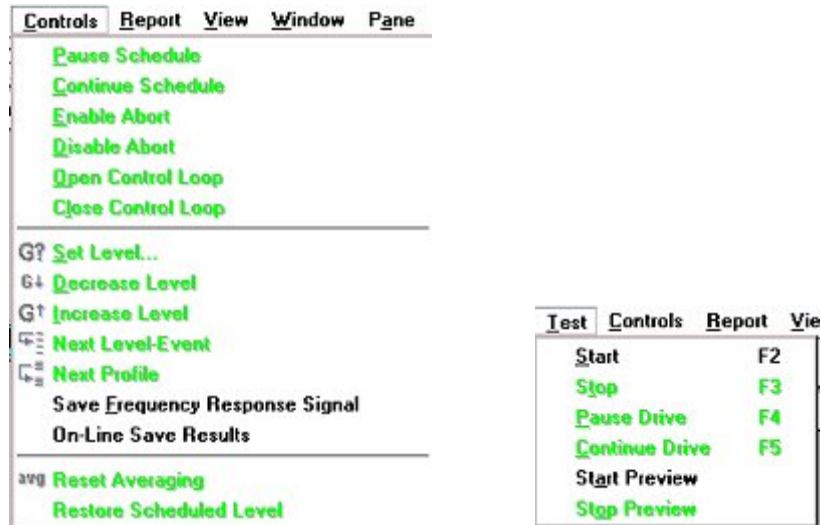 Controls Report View Window Pane
Pause Schedule
Continue Schedule
Enable Abort
Disable Abort
Open Control Loop
Close Control Loop
G? Set Level...
G↓ Decrease Level
G↑ Increase Level
Next Level-Event
Next Profile
Save Frequency Response Signal
On-Line Save Results
avg Reset Averaging
Restore Scheduled Level
Test Controls Report Vie
Start F2
Stop F3
Pause Drive F4
Continue Drive F5
Start Preview
Stop Preview